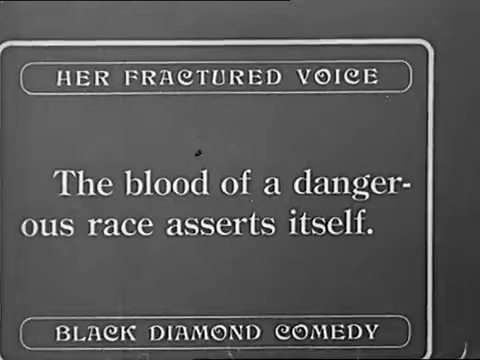 HER FRACTURED VOICE
The blood of a danger-
ous race asserts itself.
BLACK DIAMOND COMEDY